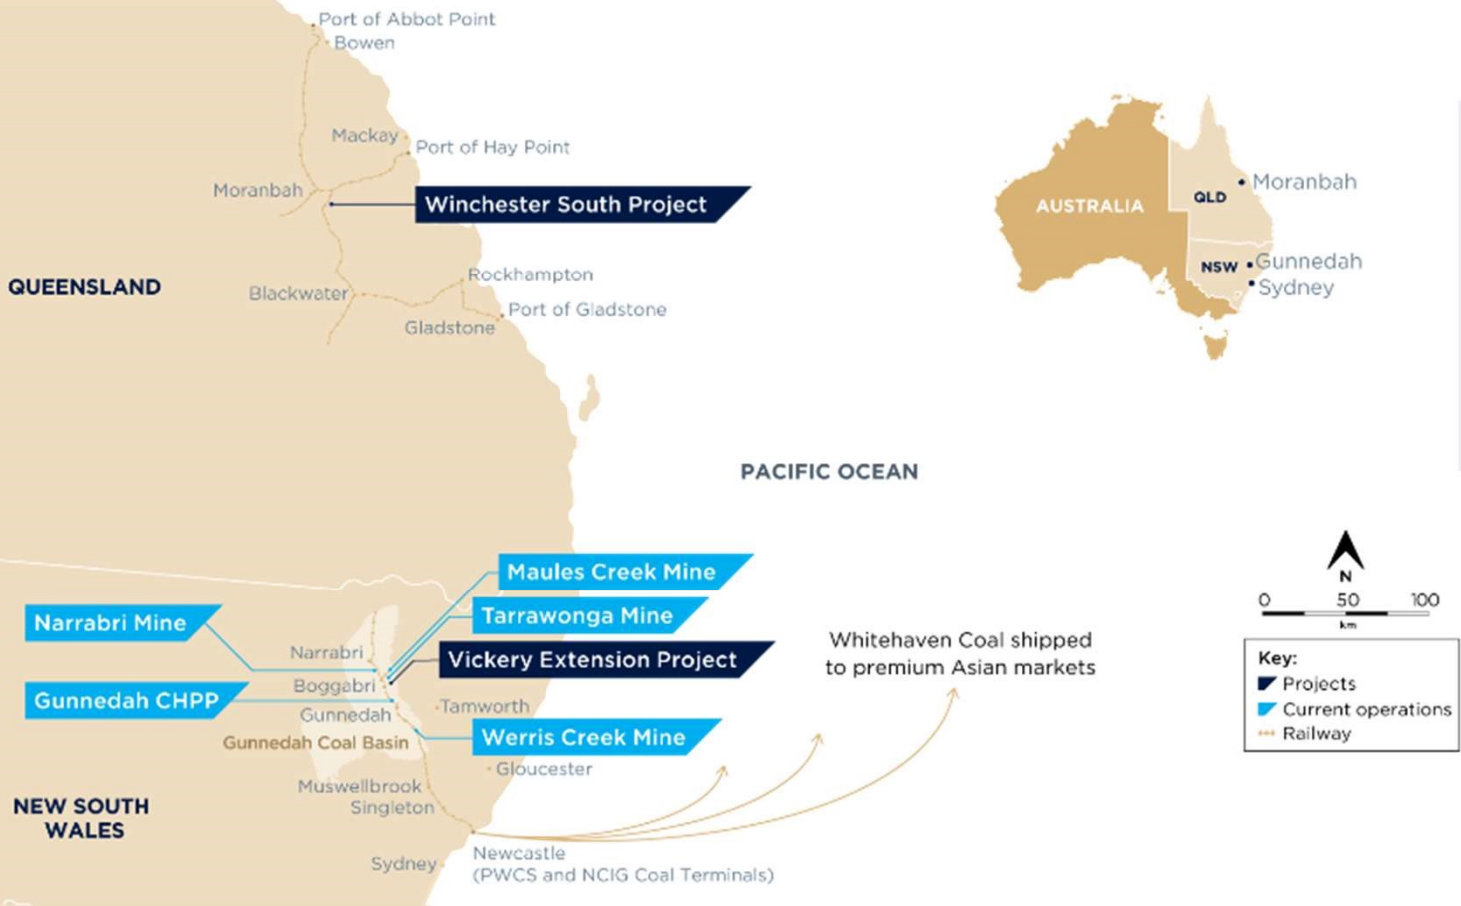 Port of Abbot Point
Bowen
Mackay
Port of Hay Point
Moranbah
Winchester South Project
QUEENSLAND
Rockhampton
Blackwater
Port of Gladstone
Gladstone
PACIFIC OCEAN
AUSTRALIA
QLD
Moranbah
NSW
Gunnedah
Sydney
Maules Creek Mine
Narrabri Mine
Tarrawonga Mine
Narrabri
Vickery Extension Project
Boggabri
Gunnedah CHPP
Gunnedah
Tamworth
Gunnedah Coal Basin
Werris Creek Mine
Gloucester
Muswellbrook
Singleton
NEW SOUTH
WALES
Newcastle
(PWCS and NCIG Coal Terminals)
Sydney
Whitehaven Coal shipped
to premium Asian markets
N
0 50 100
km
Key:
Projects
Current operations
Railway